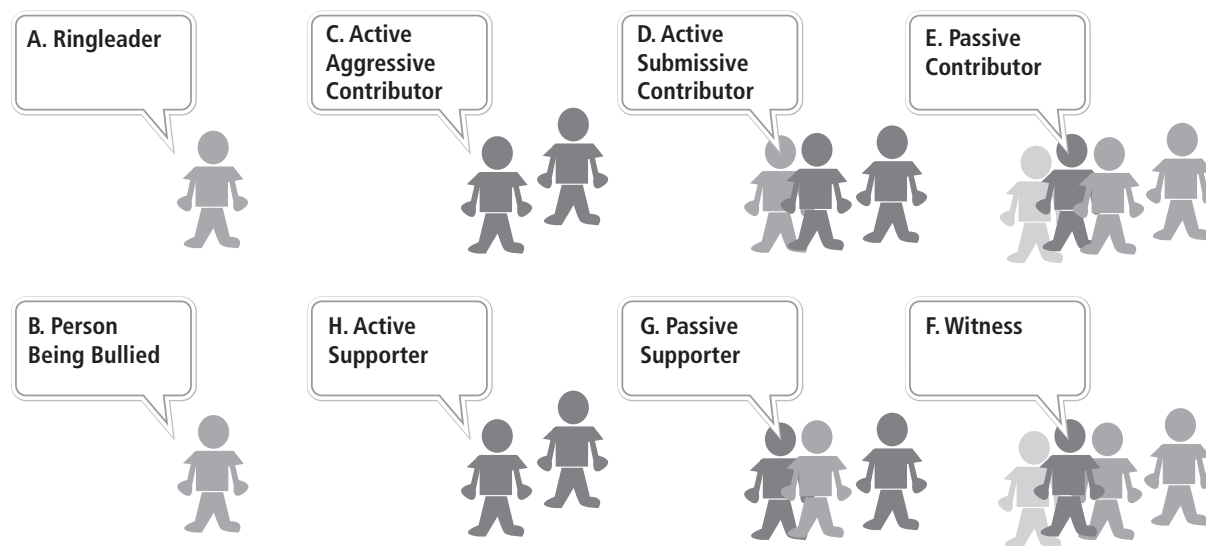 A. Ringleader
C. Active
Aggressive
Contributor
D. Active
Submissive
Contributor
E. Passive
Contributor
B. Person
Being Bullied
H. Active
Supporter
G. Passive
Supporter
F. Witness